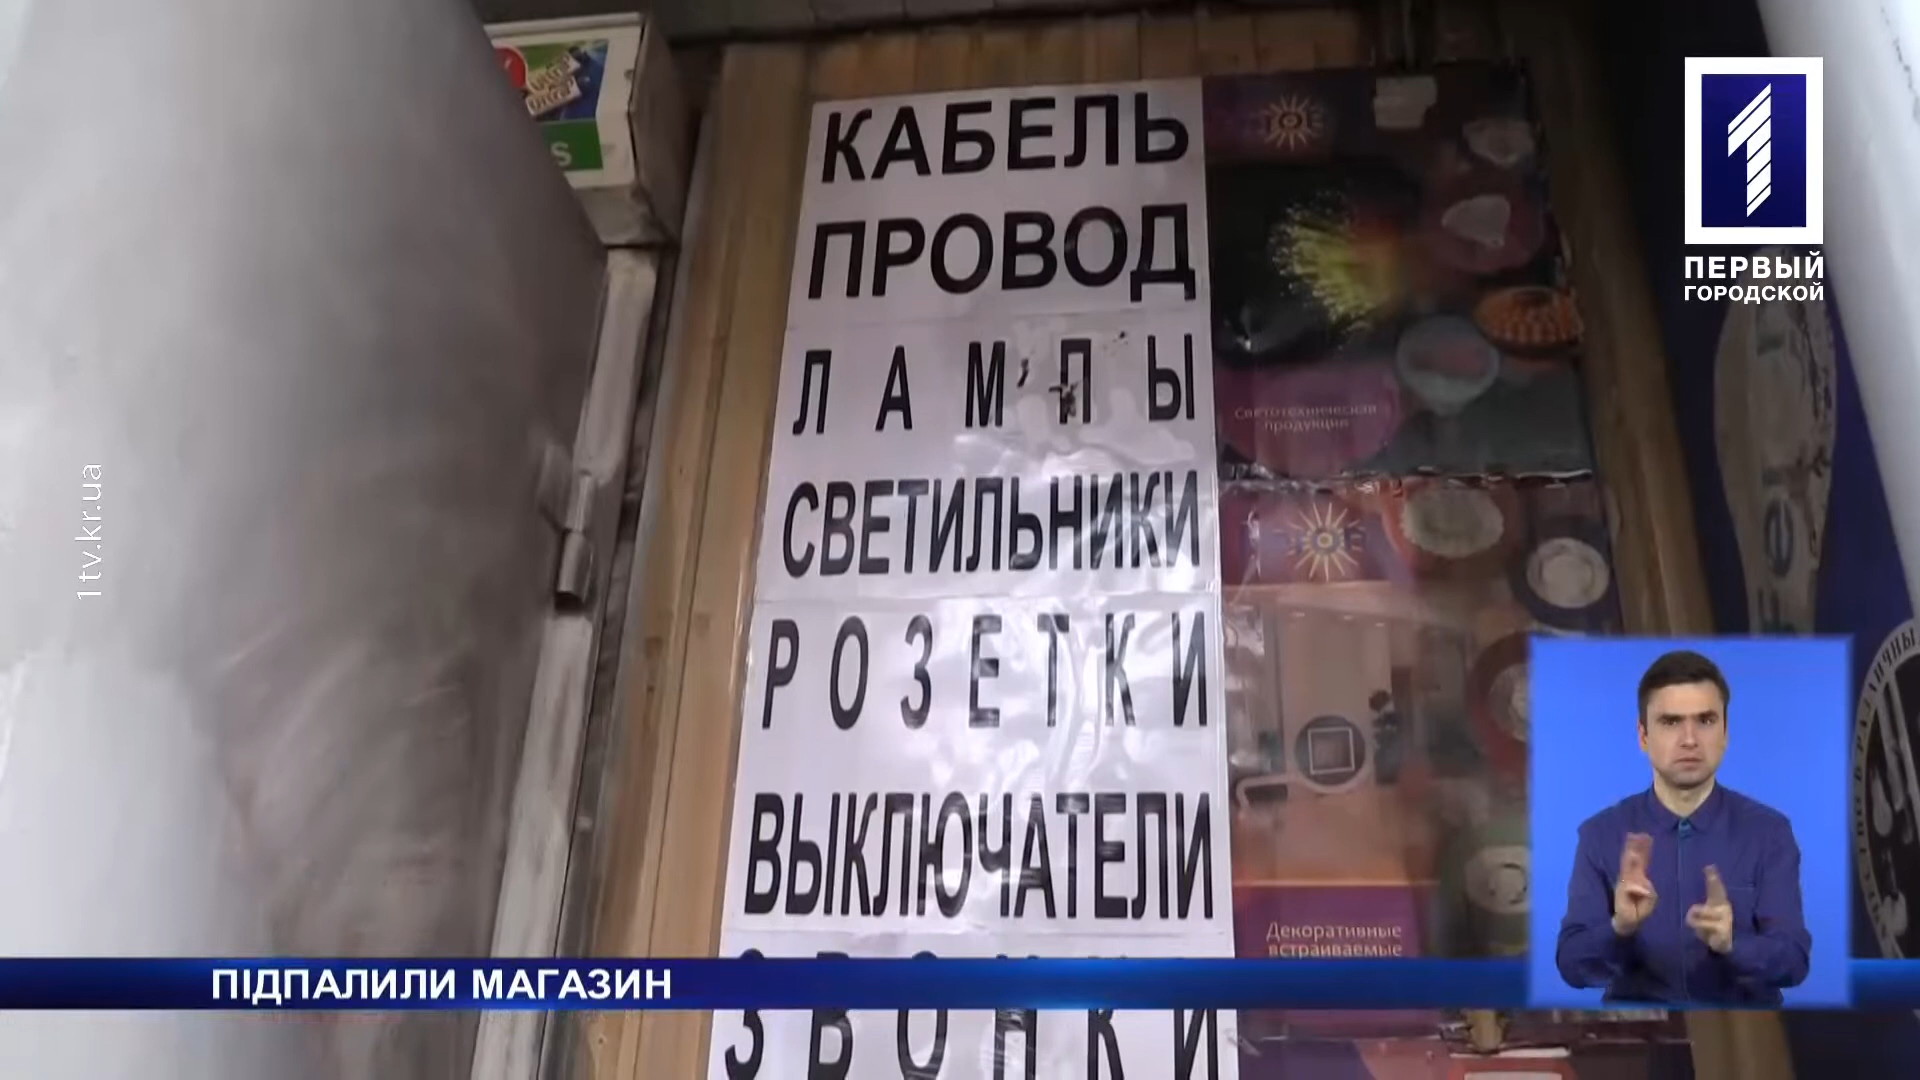 КАБЕЛЬ
ПРОВОД
ЛАМПЫ
СВЕТИЛЬНИКИ
РОЗЕТКИ
ВЫКЛЮЧАТЕЛИ
ЗВОНКИ
Светотехническая
продукция
Декоративные
встраиваемые
ПЕРВЫЙ
ГОРОДСКОЙ
1tv.kr.ua
ПІДПАЛИЛИ МАГАЗИН